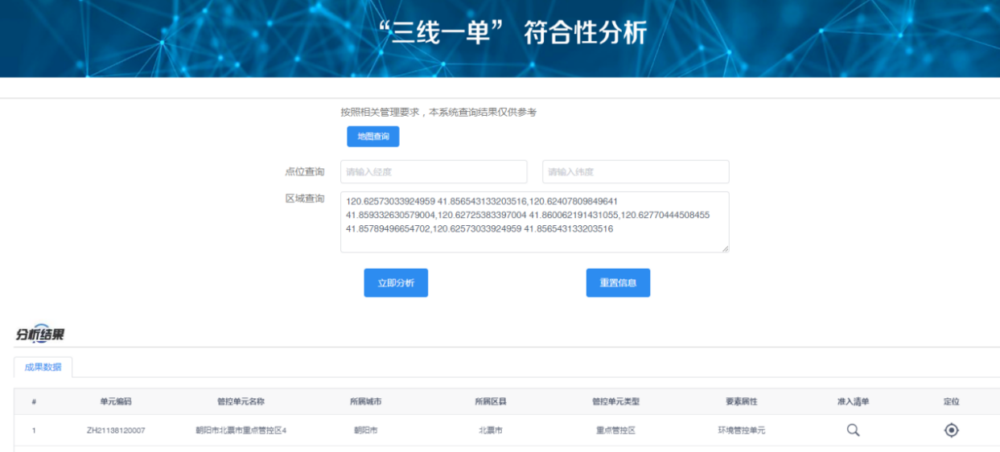 “三线一单” 符合性分析
按照相关管理要求，本系统查询结果仅供参考
地图查询
点位查询 请输入经度 请输入纬度
区域查询 120.62573033924959 41.856543133203516,120.62407809849641
41.859332630579004,120.62725383397004 41.860062191431055,120.62770444508455
41.85789496654702,120.62573033924959 41.856543133203516
立即分析 重置信息
分析结果
成果数据
# 单元编码 管控单元名称 所属城市 所属区县 管控单元类型 要素属性 准入清单 定位
1 ZH21138120007 朝阳市北票市重点管控区4 朝阳市 北票市 重点管控区 环境管控单元